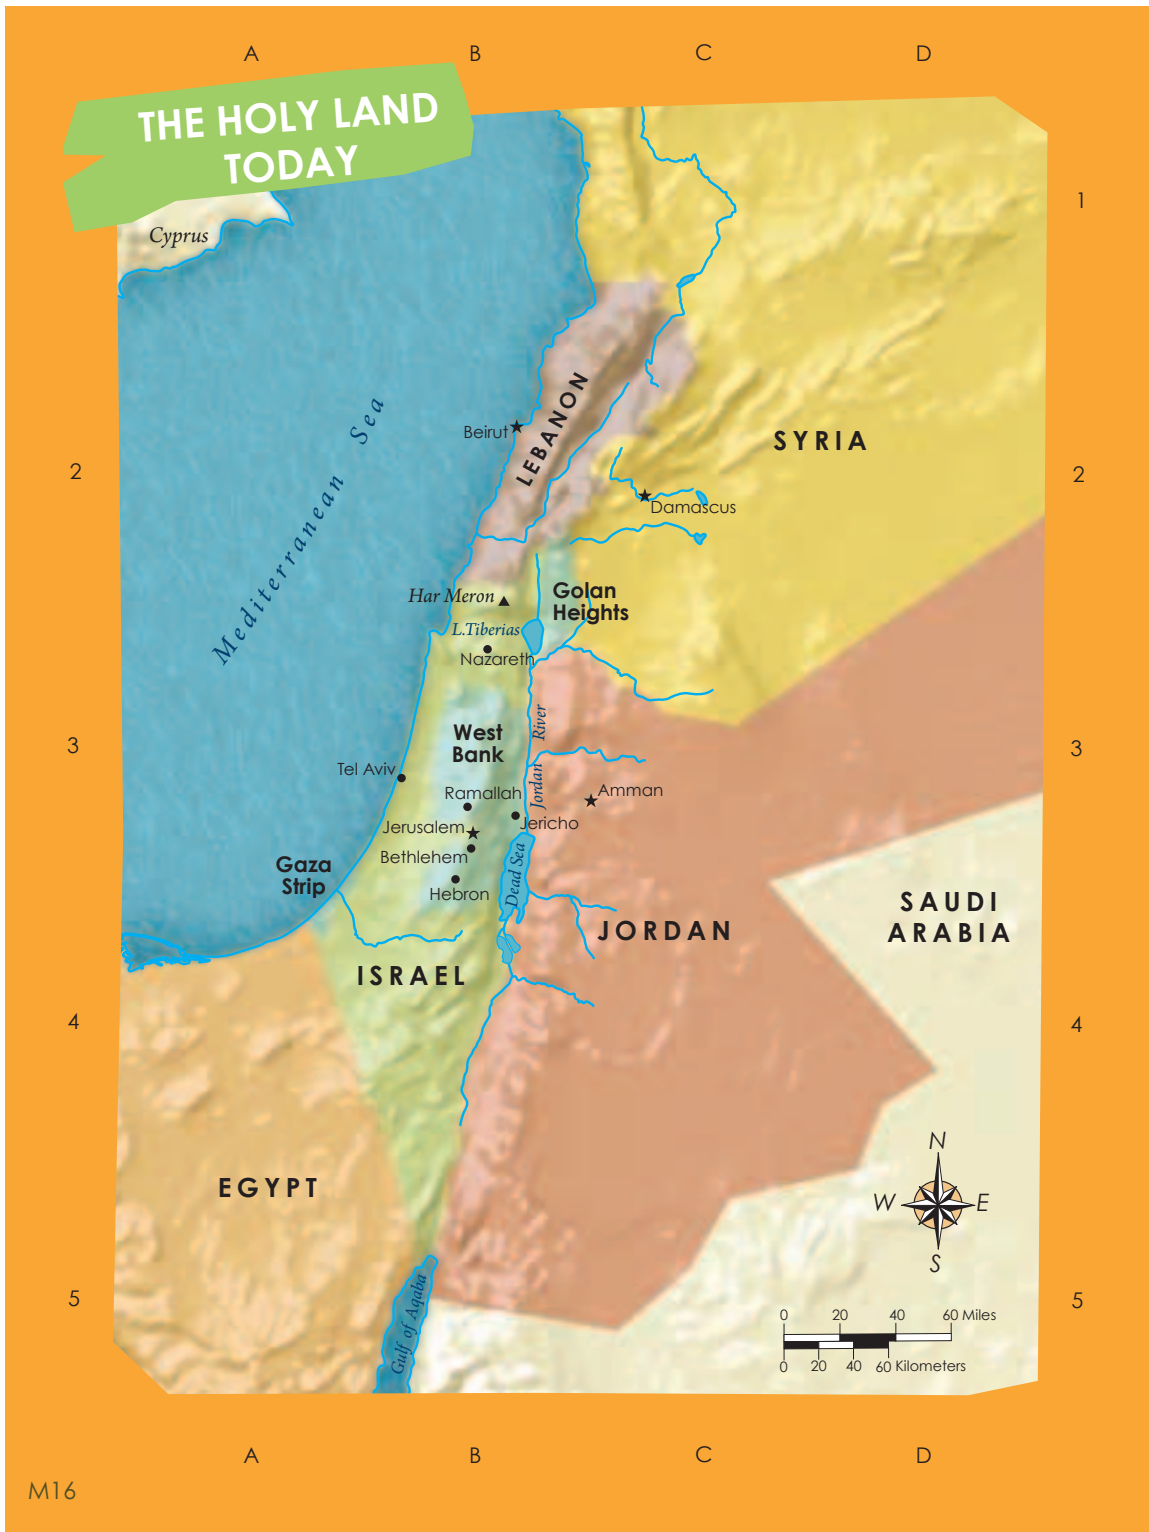 A B C D
THE HOLY LAND
TODAY
1
Cyprus
Mediterranean Sea
LEBANON
Beirut
SYRIA
2 2
Damascus
Har Meron
Golan
Heights
L.Tiberias
Nazareth
West
Bank
Jordan River
3 3
Tel Aviv
Ramallah
Amman
Jericho
Jerusalem
Bethlehem
Gaza
Strip
Hebron
Dead Sea
SAUDI
ARABIA
JORDAN
ISRAEL
4 4
N
W E
S
EGYPT
5 5
Gulf of Aqaba
0 20 40 60 Miles
0 20 40 60 Kilometers
A B C D
M16